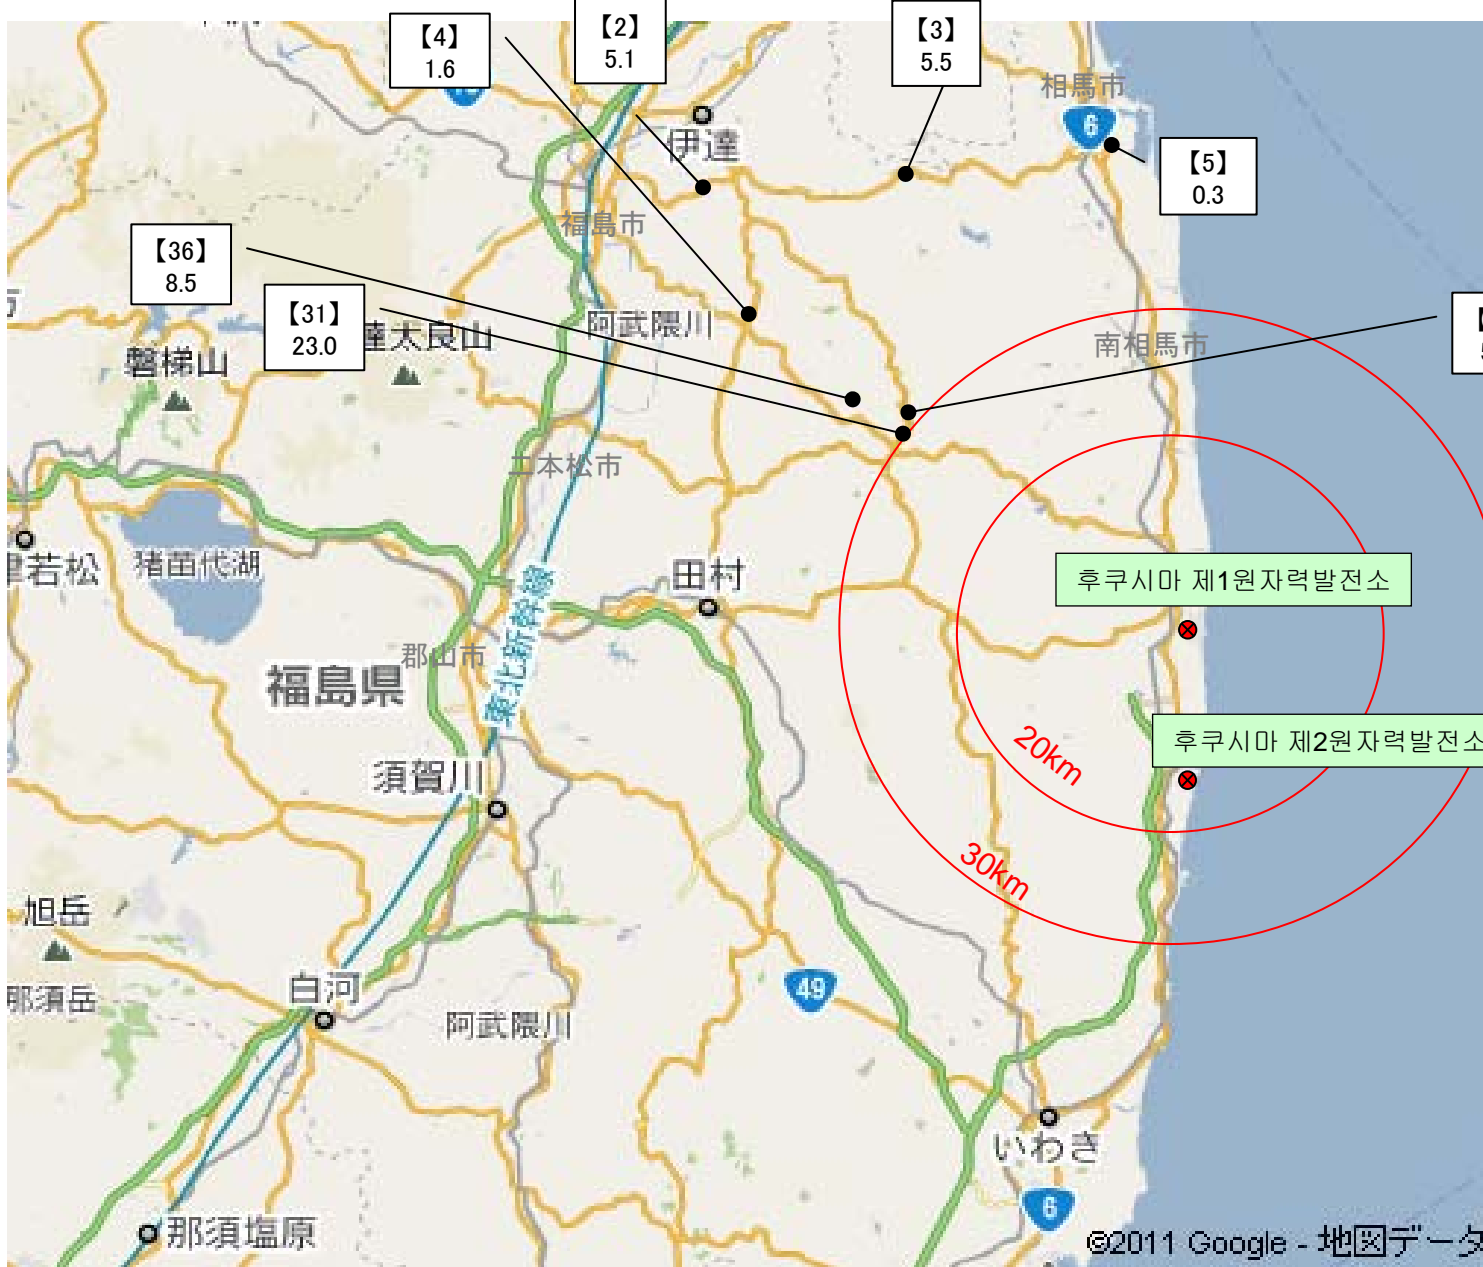 【4】
1.6
【2】
5.1
【3】
5.5
相馬市
6
伊達
【5】
0.3
福島市
【36】
8.5
【31】
23.0
達太良山
阿武隈川
南相馬市
磐梯山
二本松市
若松
猪苗代湖
田村
후쿠시마 제1원자력발전소
東北新幹線
郡山市
福島県
20km
후쿠시마 제2원자력발전소
須賀川
30km
旭岳
白河
49
那須岳
阿武隈川
いわき
6
那須塩原
©2011 Google - 地図データ